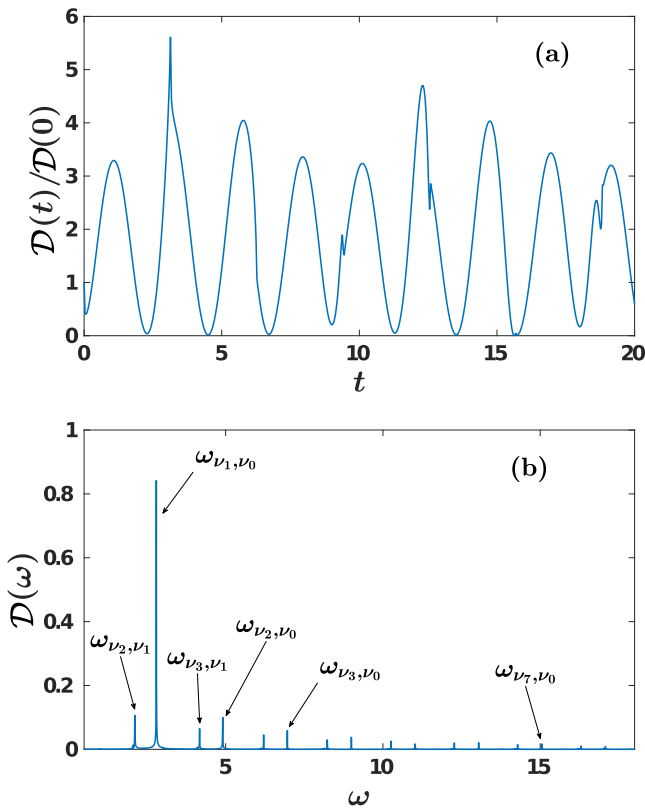 6
(a)
5
4
3
2
1
0
𝒟(t)/𝒟(0)
0 5 10 15 20
t
1
(b)
ω_{ν₁,ν₀}
0.8
0.6
0.4
ω_{ν₂,ν₁}
ω_{ν₃,ν₁}
ω_{ν₂,ν₀}
ω_{ν₃,ν₀}
ω_{ν₇,ν₀}
0.2
0
𝒟(ω)
5 10 15
ω